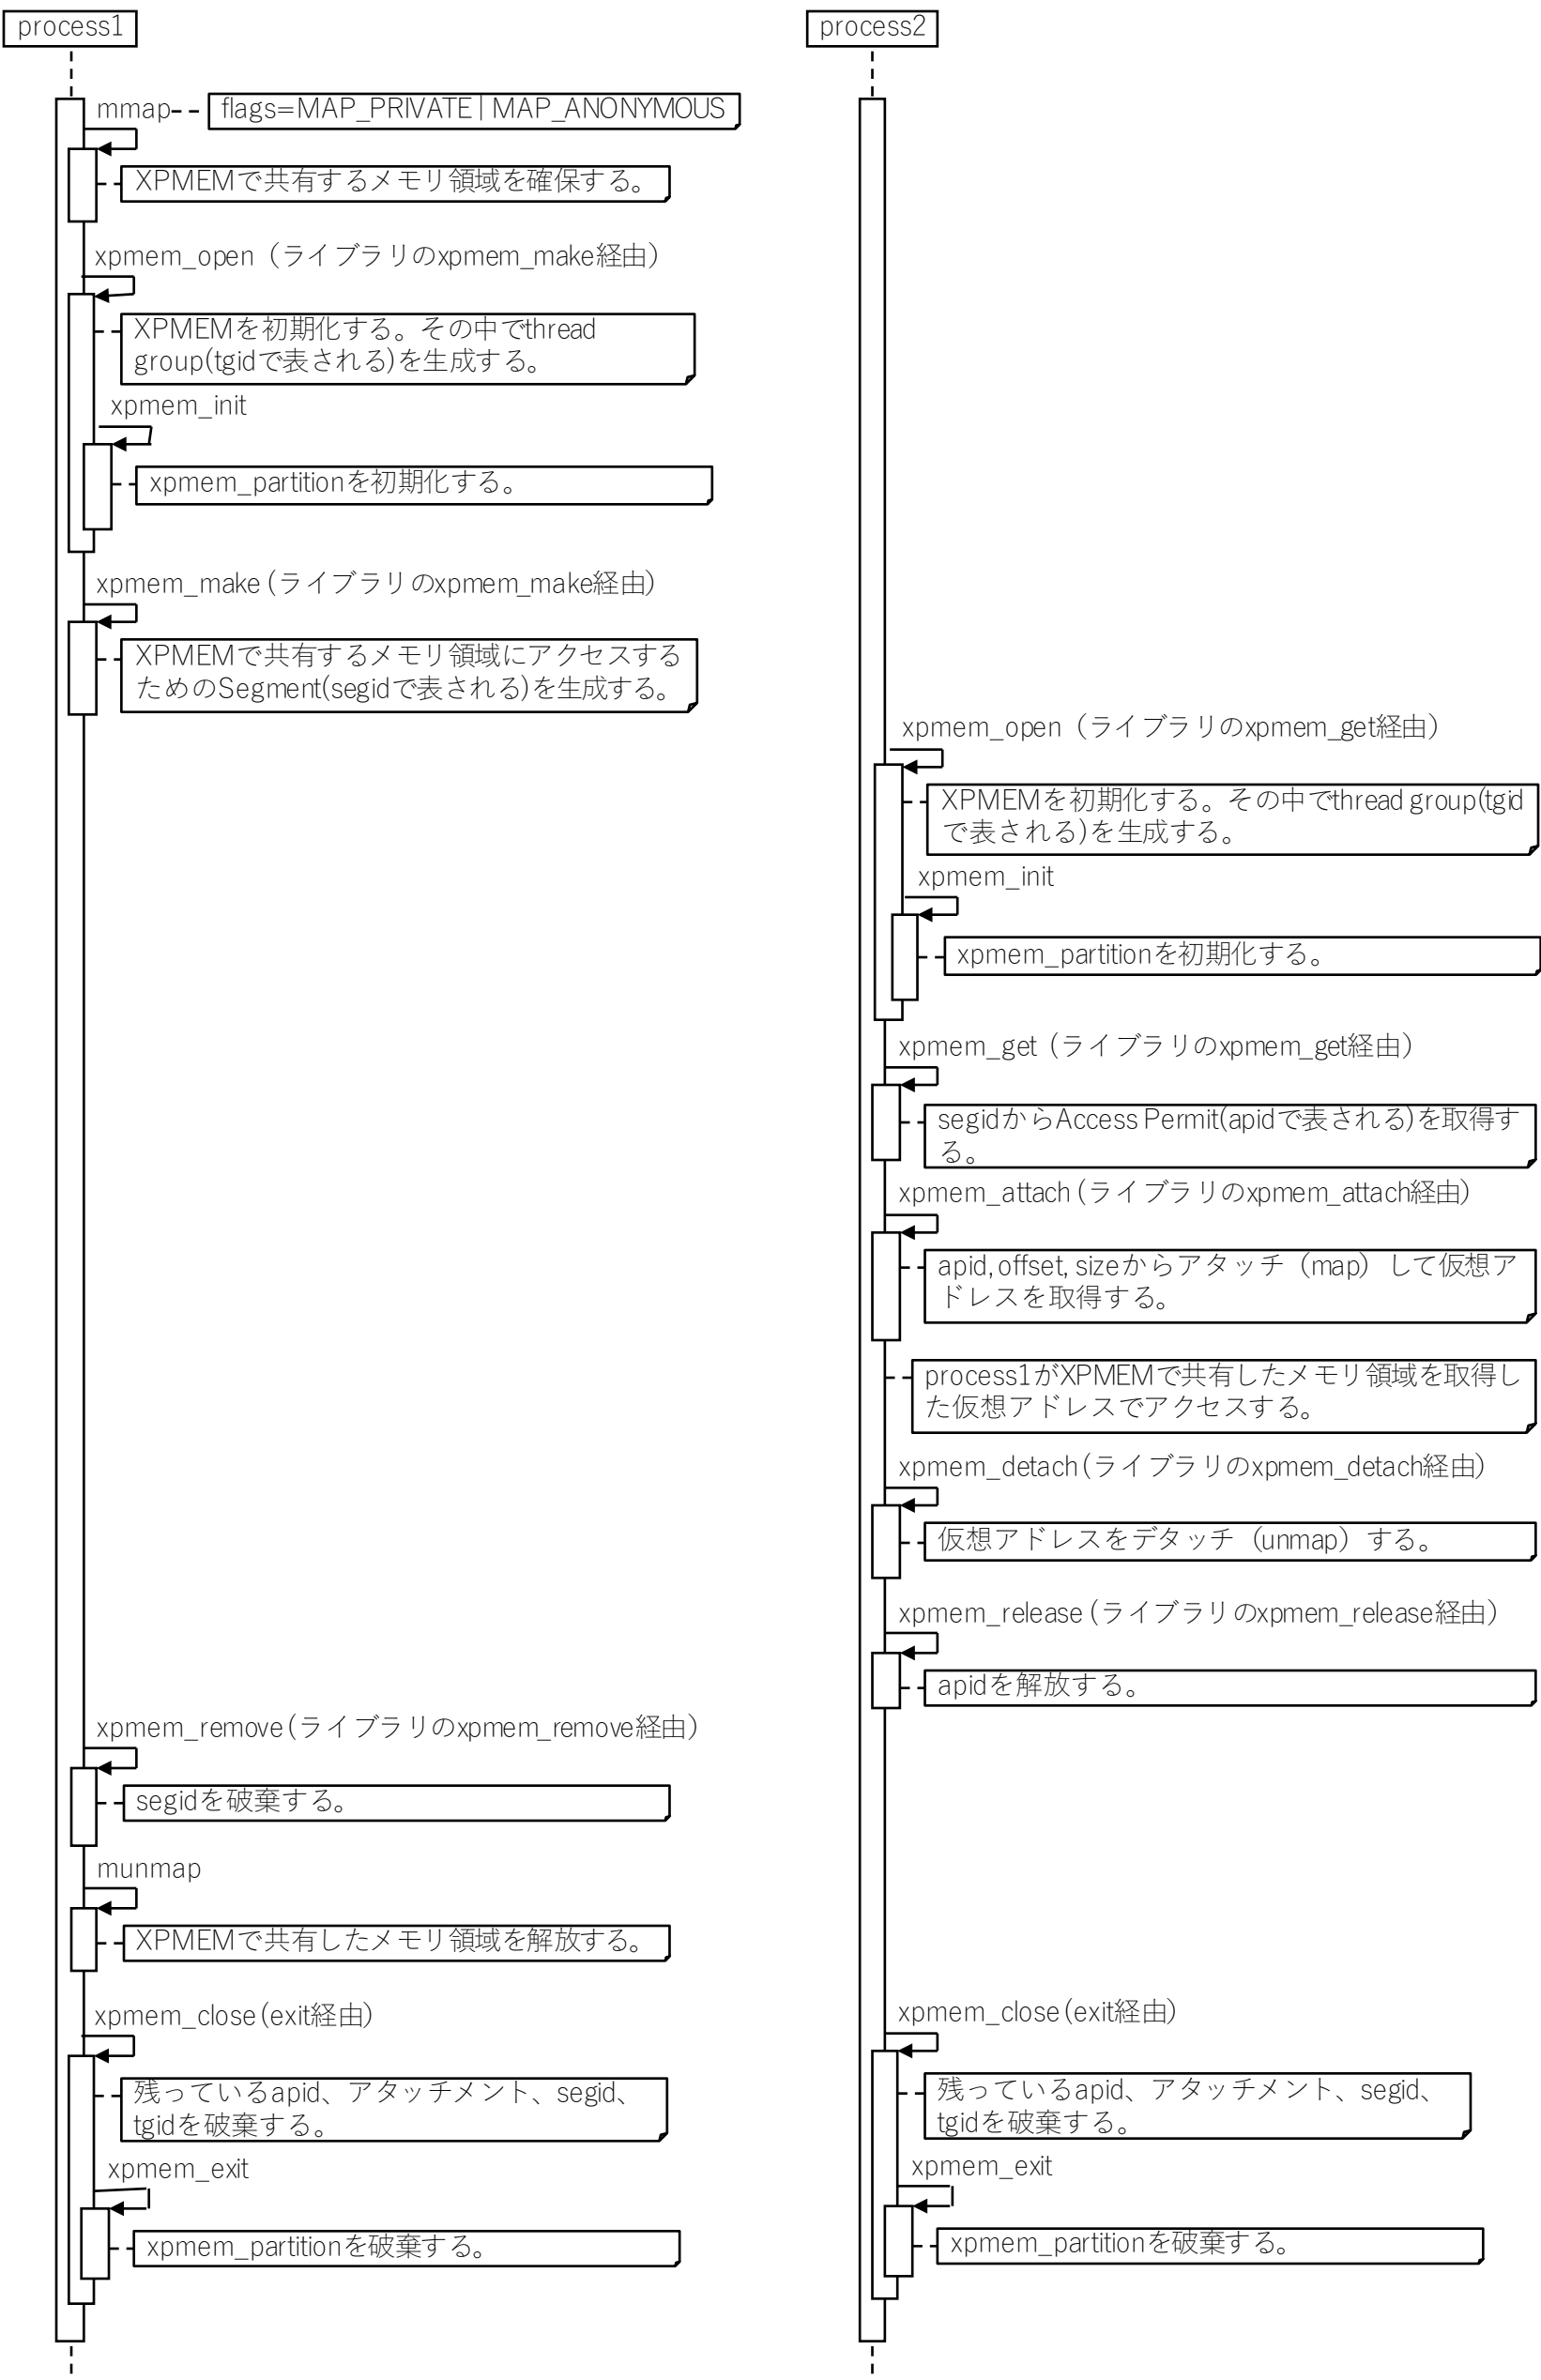 process1
mmap
flags=MAP_PRIVATE | MAP_ANONYMOUS
XPMEMで共有するメモリ領域を確保する。
xpmem_open（ライブラリのxpmem_make経由）
XPMEMを初期化する。その中でthread
group(tgidで表される)を生成する。
xpmem_init
xpmem_partitionを初期化する。
xpmem_make (ライブラリのxpmem_make経由)
XPMEMで共有するメモリ領域にアクセスする
ためのSegment(segidで表される)を生成する。
xpmem_remove (ライブラリのxpmem_remove経由)
segidを破棄する。
munmap
XPMEMで共有したメモリ領域を解放する。
xpmem_close (exit経由)
残っているapid、アタッチメント、segid、
tgidを破棄する。
xpmem_exit
xpmem_partitionを破棄する。
process2
xpmem_open（ライブラリのxpmem_get経由）
XPMEMを初期化する。その中でthread group(tgid
で表される)を生成する。
xpmem_init
xpmem_partitionを初期化する。
xpmem_get（ライブラリのxpmem_get経由）
segidからAccess Permit(apidで表される)を取得す
る。
xpmem_attach (ライブラリのxpmem_attach経由)
apid, offset, sizeからアタッチ（map）して仮想ア
ドレスを取得する。
process1がXPMEMで共有したメモリ領域を取得し
た仮想アドレスでアクセスする。
xpmem_detach (ライブラリのxpmem_detach経由)
仮想アドレスをデタッチ（unmap）する。
xpmem_release (ライブラリのxpmem_release経由)
apidを解放する。
xpmem_close (exit経由)
残っているapid、アタッチメント、segid、
tgidを破棄する。
xpmem_exit
xpmem_partitionを破棄する。